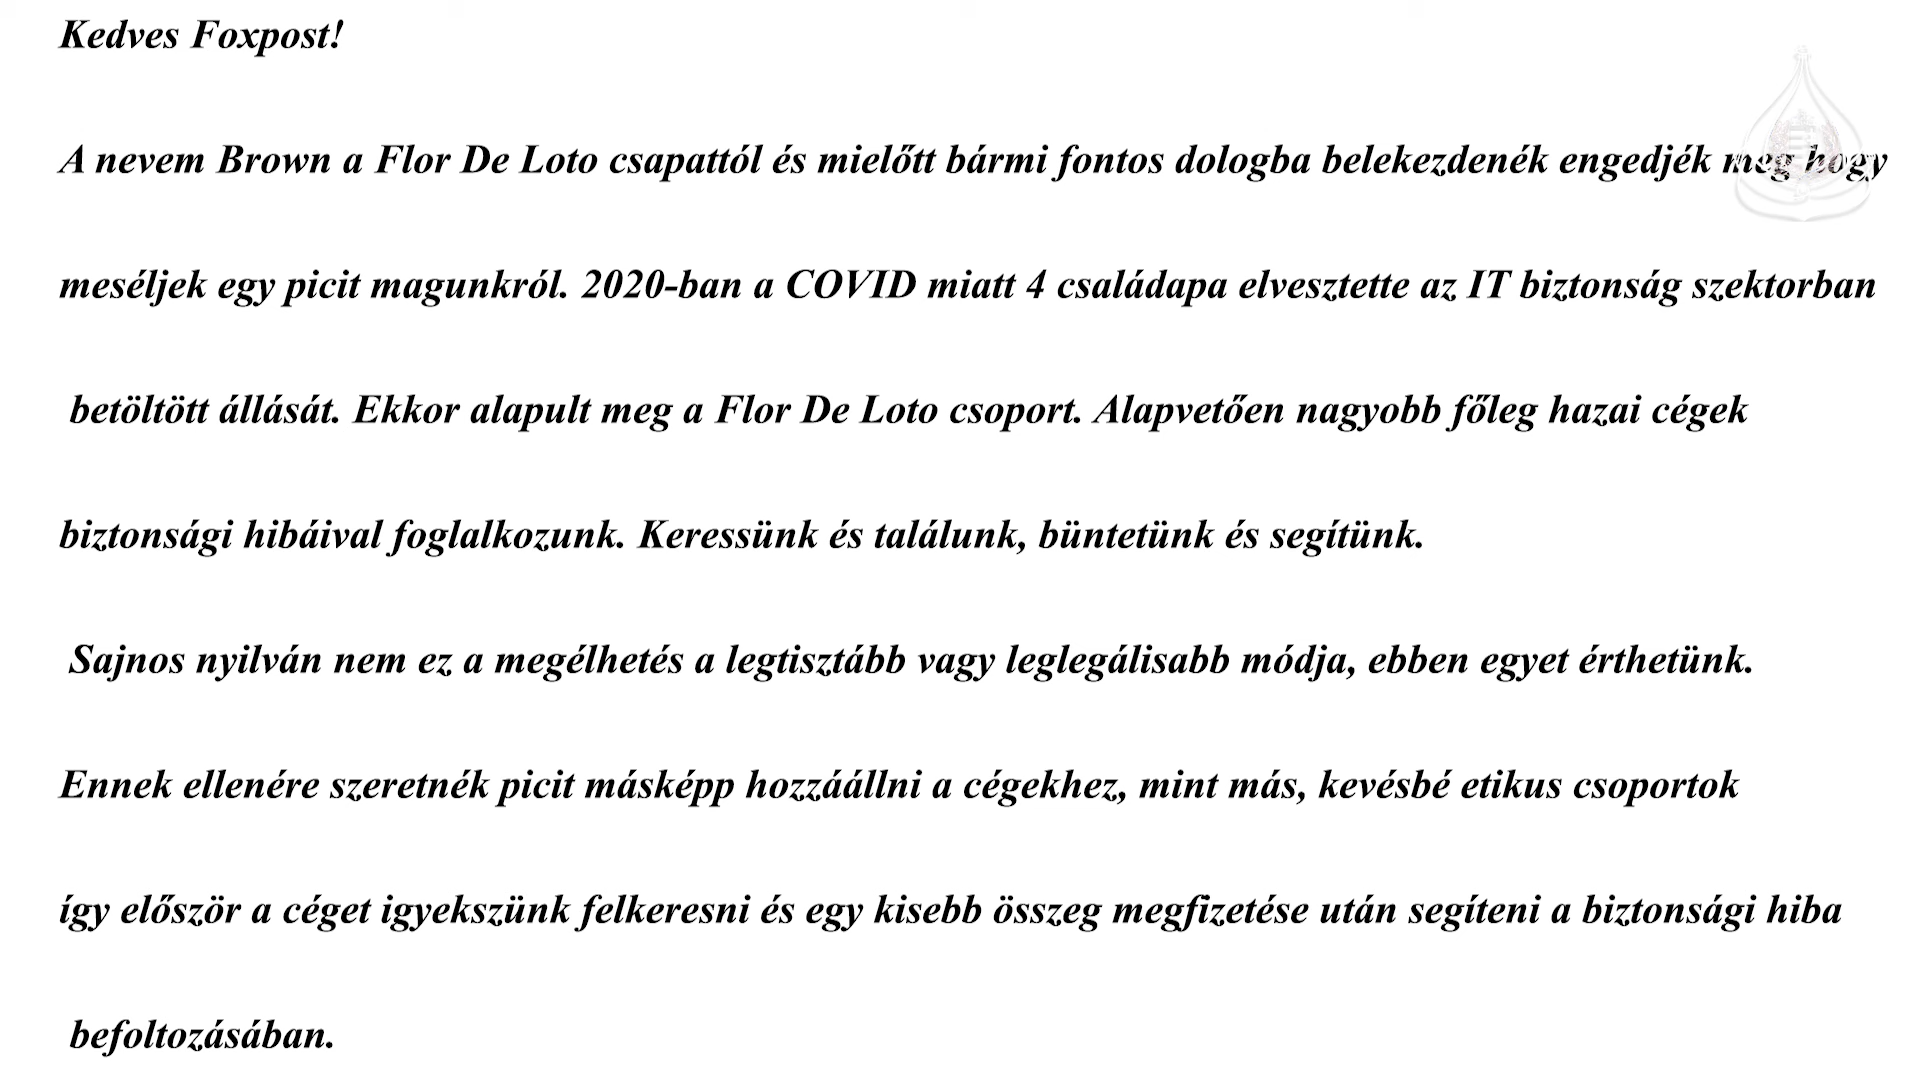 Kedves Foxpost!
A nevem Brown a Flor De Loto csapattól és mielőtt bármi fontos dologba belekezdenék engedjék meg hogy
meséljek egy picit magunkról. 2020-ban a COVID miatt 4 családapa elvesztette az IT biztonság szektorban
betöltött állását. Ekkor alapult meg a Flor De Loto csoport. Alapvetően nagyobb főleg hazai cégek
biztonsági hibáival foglalkozunk. Keressünk és találunk, büntetünk és segítünk.
Sajnos nyilván nem ez a megélhetés a legtisztább vagy leglegálisabb módja, ebben egyet érthetünk.
Ennek ellenére szeretnék picit másképp hozzáállni a cégekhez, mint más, kevésbé etikus csoportok
így először a céget igyekszünk felkeresni és egy kisebb összeg megfizetése után segíteni a biztonsági hiba
befoltozásában.